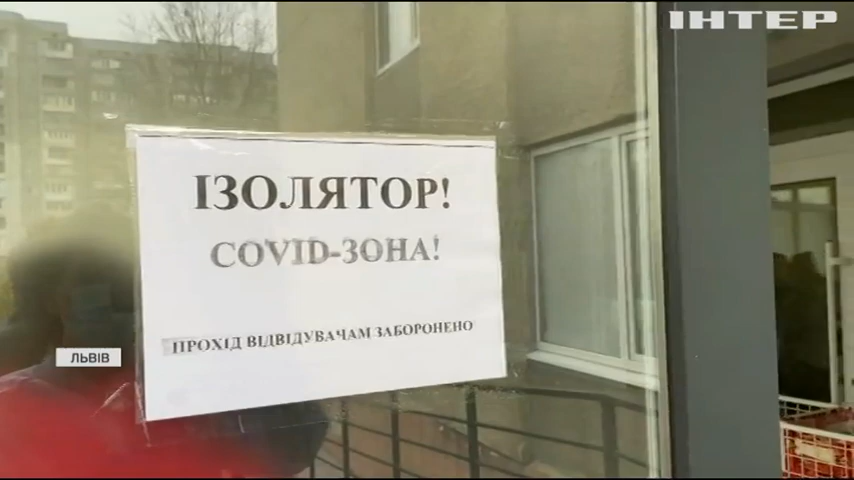 ІНТЕР
ІЗОЛЯТОР!
COVID-ЗОНА!
ПРОХІД ВІДВІДУВАЧАМ ЗАБОРОНЕНО
ЛЬВІВ